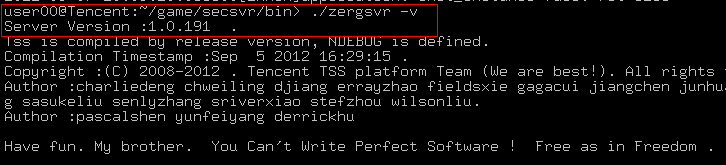 user00@Tencent:~/game/secsvr/bin> ./zergsvr -v
Server Version :1.0.191  .
Tss is compiled by release version, NDEBUG is defined.
Compilation Timestamp :Sep  5 2012 16:29:15 .
Copyright :(C) 2008-2012 . Tencent TSS platform Team (We are best!). All rights
Author :charliedeng chweiling djiang errayzhao fieldsxie gagacui jiangchen junhu
g sasukeliu senlyzhang sriverxiao stefzhou wilsonliu.
Author :pascalshen yunfeiyang derrickhu
Have fun. My brother.  You Can't Write Perfect Software !  Free as in Freedom .